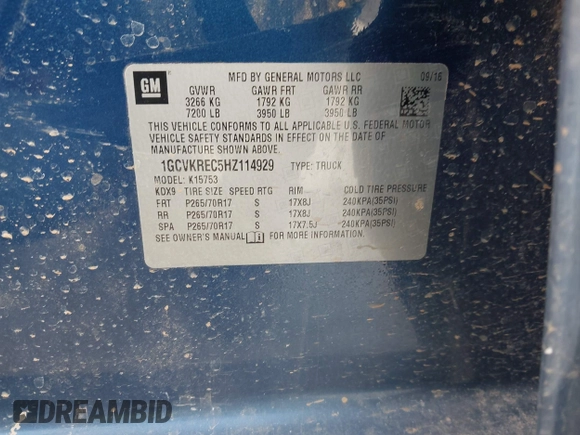 GM
MFD BY GENERAL MOTORS LLC 09/16
GVWR GAWR FRT GAWR RR
3266 KG 1792 KG 1792 KG
7200 LB 3950 LB 3950 LB
THIS VEHICLE CONFORMS TO ALL APPLICABLE U.S. FEDERAL MOTOR
VEHICLE SAFETY STANDARDS IN EFFECT ON THE DATE OF
MANUFACTURE SHOWN ABOVE.
1GCVKREC5HZ114929 TYPE: TRUCK
MODEL: K15753
KDX9 TIRE SIZE SPEED RTG RIM COLD TIRE PRESSURE
FRT P265/70R17 S 17X8J 240KPA(35PSI)
RR P265/70R17 S 17X8J 240KPA(35PSI)
SPA P265/70R17 S 17X7.5J 240KPA(35PSI)
SEE OWNER'S MANUAL FOR MORE INFORMATION.
DREAMBID